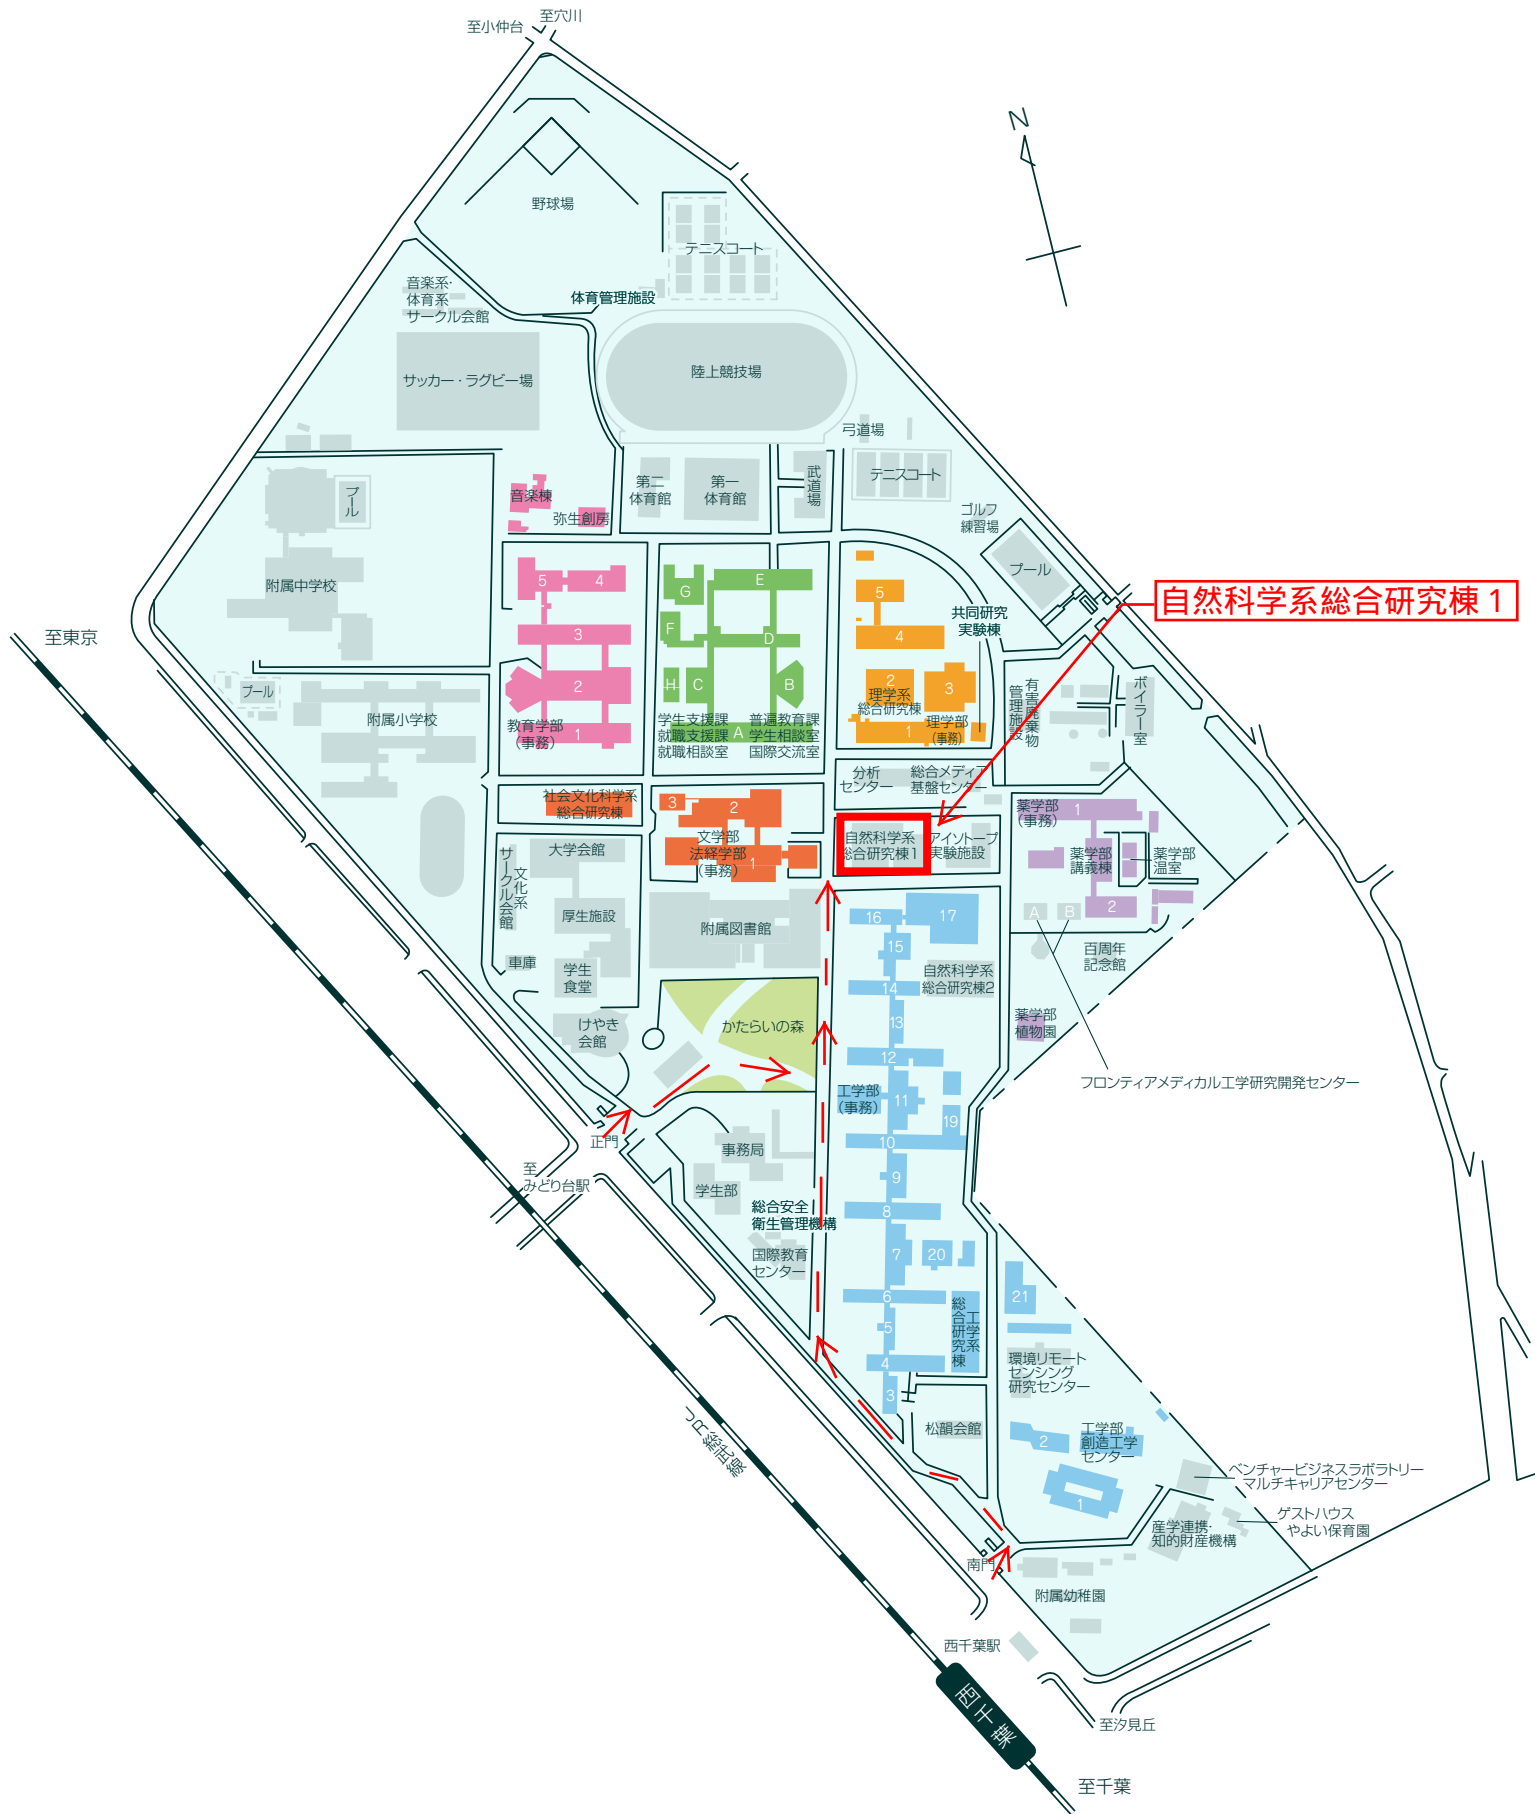 至穴川
至小仲台
N
野球場
テニスコート
音楽系・
体育系
サークル会館
体育管理施設
サッカー・ラグビー場
陸上競技場
弓道場
テニスコート
武道場
第二
体育館
第一
体育館
プール
音楽棟
弥生創房
ゴルフ
練習場
プール
附属中学校
5
4
3
2
1
教育学部
(事務)
G
E
F
D
H
C
B
A
学生支援課
就職支援課
就職相談室
普遍教育課
学生相談室
国際交流室
5
4
2
3
1
理学系
総合研究棟
理学部
(事務)
共同研究
実験棟
自然科学系総合研究棟1
至東京
プール
附属小学校
有害廃棄物
管理施設
ボイラー室
分析
センター
総合メディア
基盤センター
社会文化科学系
総合研究棟
3
2
1
文学部
法経学部
(事務)
自然科学系
総合研究棟1
アイソトープ
実験施設
薬学部
(事務)
1
薬学部
講義棟
薬学部
温室
2
A
B
大学会館
文化系
サークル会館
厚生施設
附属図書館
車庫
学生
食堂
けやき
会館
かたらいの森
16
17
15
自然科学系
総合研究棟2
14
13
12
工学部
(事務)
11
19
10
9
8
7
20
6
5
4
3
総合工学系
研究棟
21
百周年
記念館
薬学部
植物園
フロンティアメディカル工学研究開発センター
正門
事務局
学生部
至
みどり台駅
総合安全
衛生管理機構
国際教育
センター
環境リモート
センシング
研究センター
松韻会館
2
工学部
創造工学
センター
1
JR総武線
ベンチャービジネスラボラトリー
マルチキャリアセンター
ゲストハウス
やよい保育園
産学連携・
知的財産機構
南門
附属幼稚園
西千葉駅
西千葉
至汐見丘
至千葉